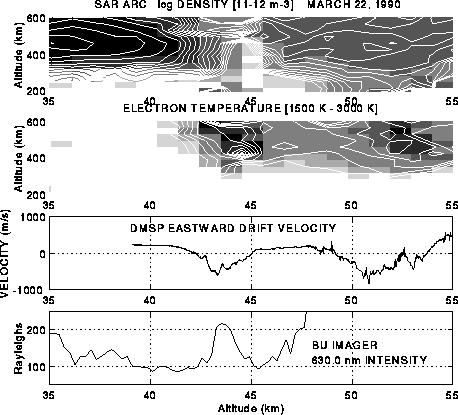 SAR ARC log DENSITY [11-12 m-3] MARCH 22, 1990
600
400
200
Altitude (km)
35 40 45 50 55
ELECTRON TEMPERATURE [1500 K - 3000 K]
600
400
200
Altitude (km)
35 40 45 50 55
DMSP EASTWARD DRIFT VELOCITY
1000
0
-1000
VELOCITY (m/s)
35 40 45 50 55
200
100
Rayleighs
BU IMAGER
630.0 nm INTENSITY
35 40 45 50 55
Altitude (km)